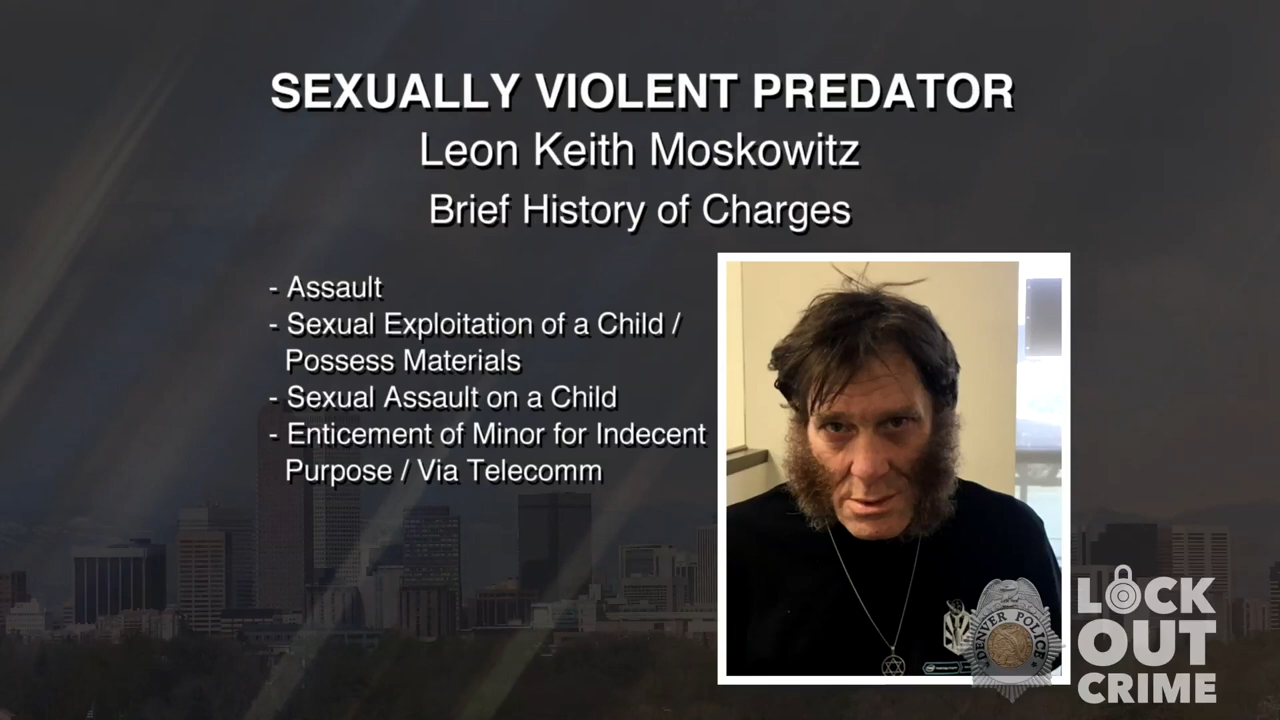 SEXUALLY VIOLENT PREDATOR
Leon Keith Moskowitz
Brief History of Charges
- Assault
- Sexual Exploitation of a Child /
Possess Materials
- Sexual Assault on a Child
- Enticement of Minor for Indecent
Purpose / Via Telecomm
DENVER POLICE
LOCK
OUT
CRIME